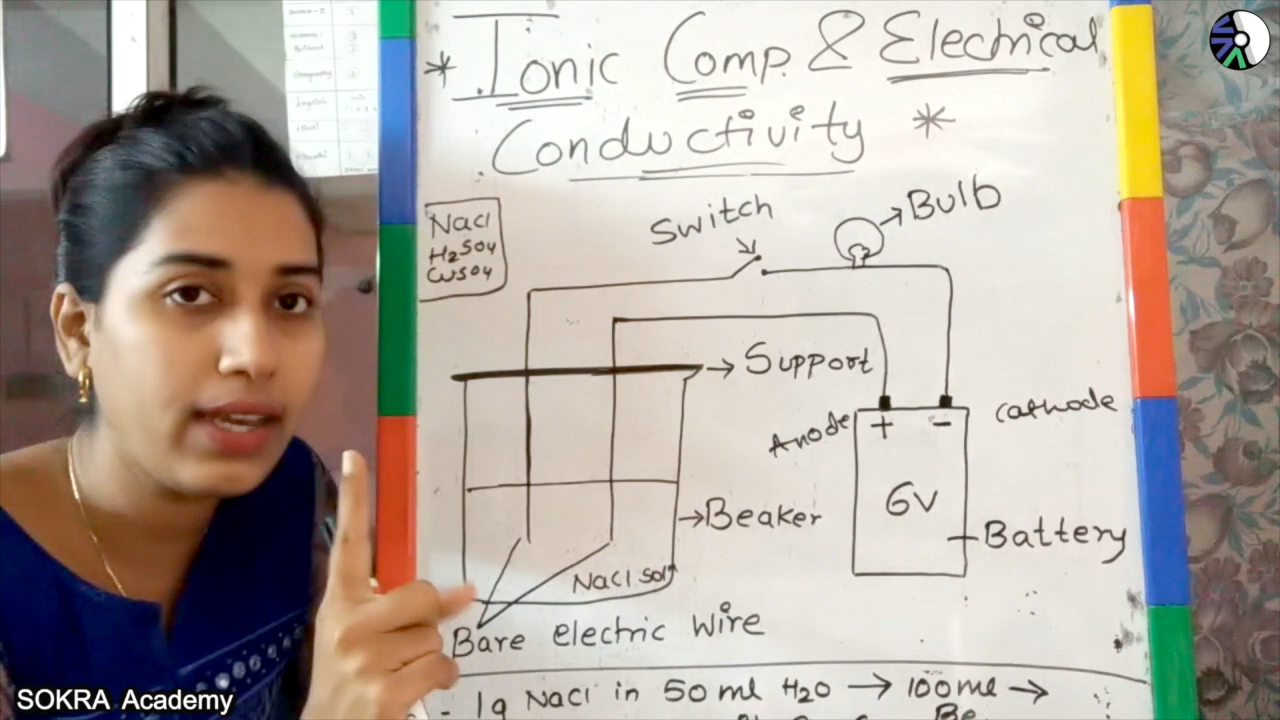 * Ionic Comp. & Electrical
Conductivity *
NaCl
H2SO4
CuSO4
Switch
Bulb
Support
Anode
+
-
cathode
6V
Beaker
Battery
NaCl Soln
Bare electric wire
- 1g NaCl in 50 ml H2O → 100ml →
Be
SOKRA Academy